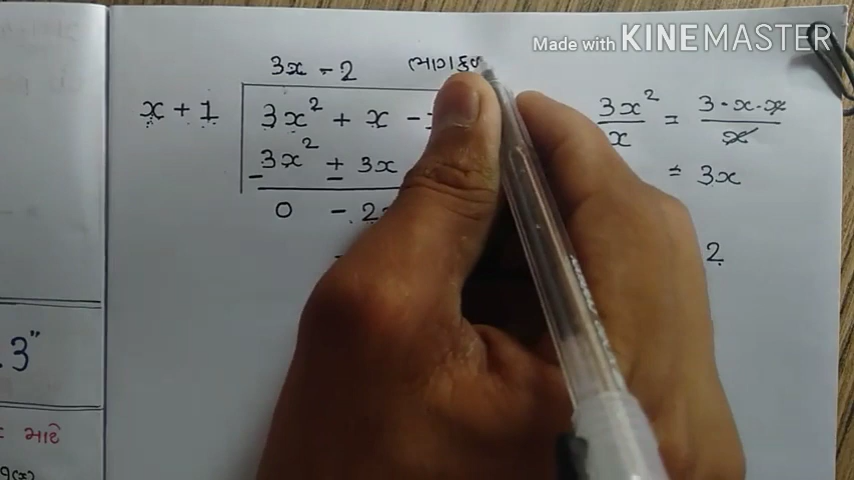 Made with KINEMASTER
3x - 2 ભાગફળ
x + 1 3x² + x -
3x² + 3x
-
0 - 2
3x² / x = 3·x·x / x
= 3x
2
.3"
= માટે